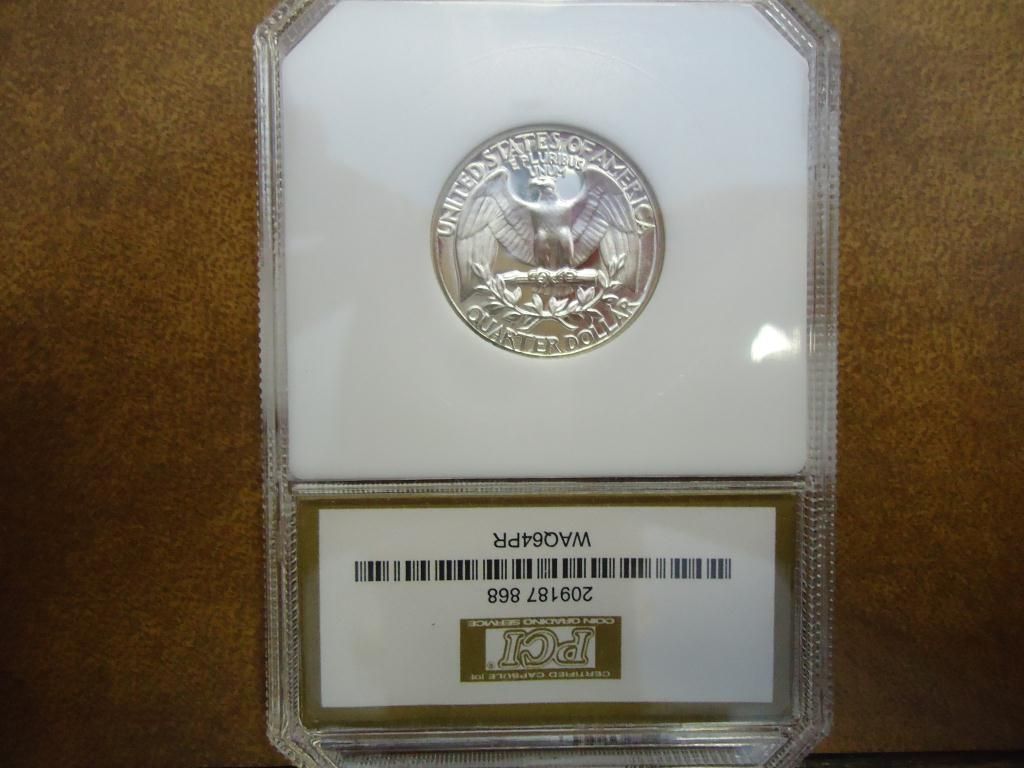 UNITED STATES OF AMERICA
E PLURIBUS
UNUM
QUARTER DOLLAR
WAQ64PR
209187 868
COIN GRADING SERVICE
PCI®
CERTIFIED CAPSULE